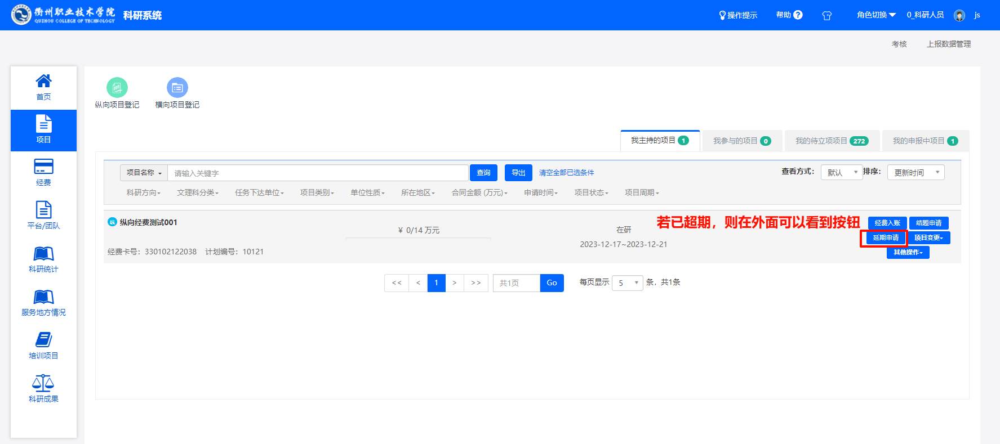 衢州职业技术学院
QUZHOU COLLEGE OF TECHNOLOGY
科研系统
操作提示
帮助
角色切换
0_科研人员
js
考核
上报数据管理
首页
项目
经费
平台/团队
科研统计
服务地方情况
培训项目
科研成果
纵向项目登记
横向项目登记
我主持的项目 1
我参与的项目 0
我的待立项项目 272
我的申报中项目 1
项目名称
请输入关键字
查询
导出
清空全部已选条件
查看方式：
默认
排序：
更新时间
科研方向
文理科分类
任务下达单位
项目类别
单位性质
所在地区
合同金额 (万元)
申请时间
项目状态
项目周期
纵 纵向经费测试001
经费卡号：330102122038 计划编号：10121
¥ 0/14 万元
在研
2023-12-17~2023-12-21
若已超期，则在外面可以看到按钮
经费入账
结题申请
延期申请
项目变更
其他操作
<< < 1 > >> 共1页 Go 每页显示 5 条，共1条